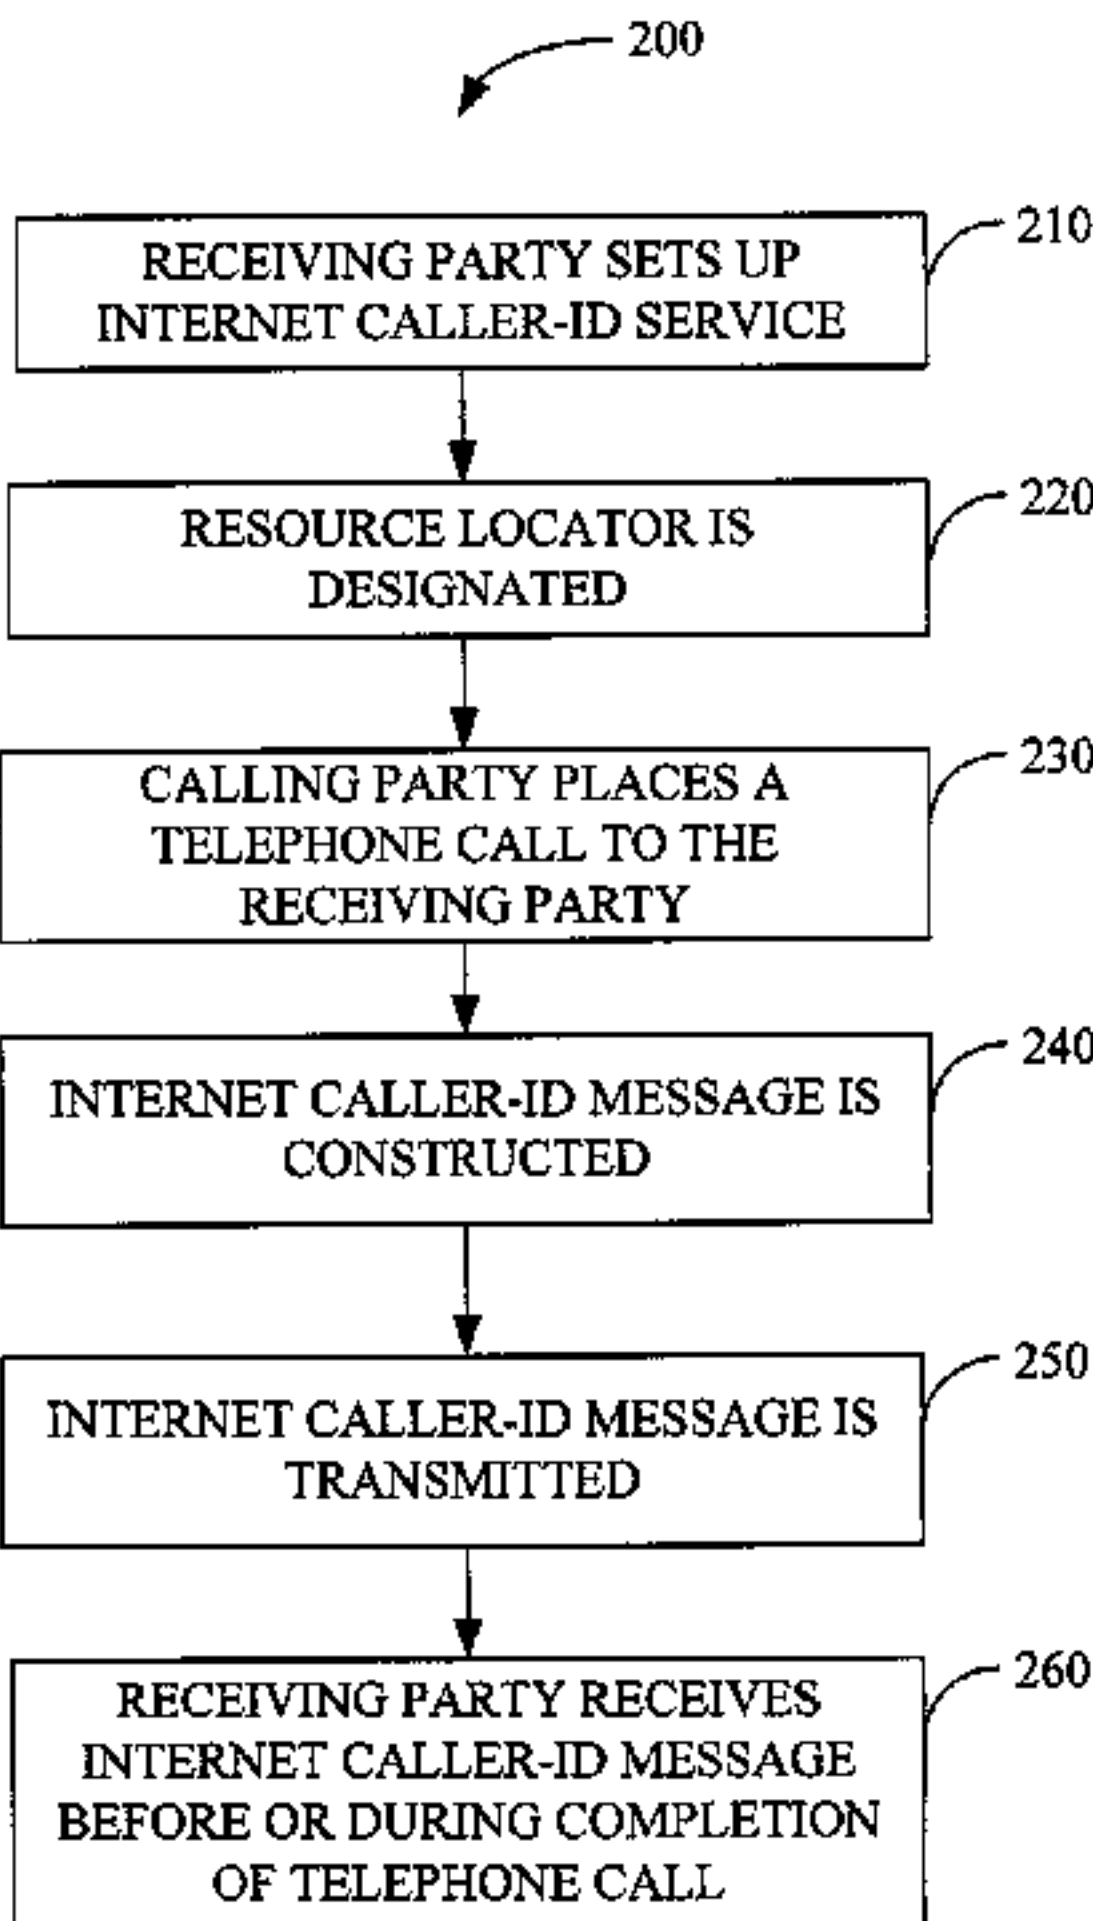 200
210
RECEIVING PARTY SETS UP
INTERNET CALLER-ID SERVICE
220
RESOURCE LOCATOR IS
DESIGNATED
230
CALLING PARTY PLACES A
TELEPHONE CALL TO THE
RECEIVING PARTY
240
INTERNET CALLER-ID MESSAGE IS
CONSTRUCTED
250
INTERNET CALLER-ID MESSAGE IS
TRANSMITTED
260
RECEIVING PARTY RECEIVES
INTERNET CALLER-ID MESSAGE
BEFORE OR DURING COMPLETION
OF TELEPHONE CALL